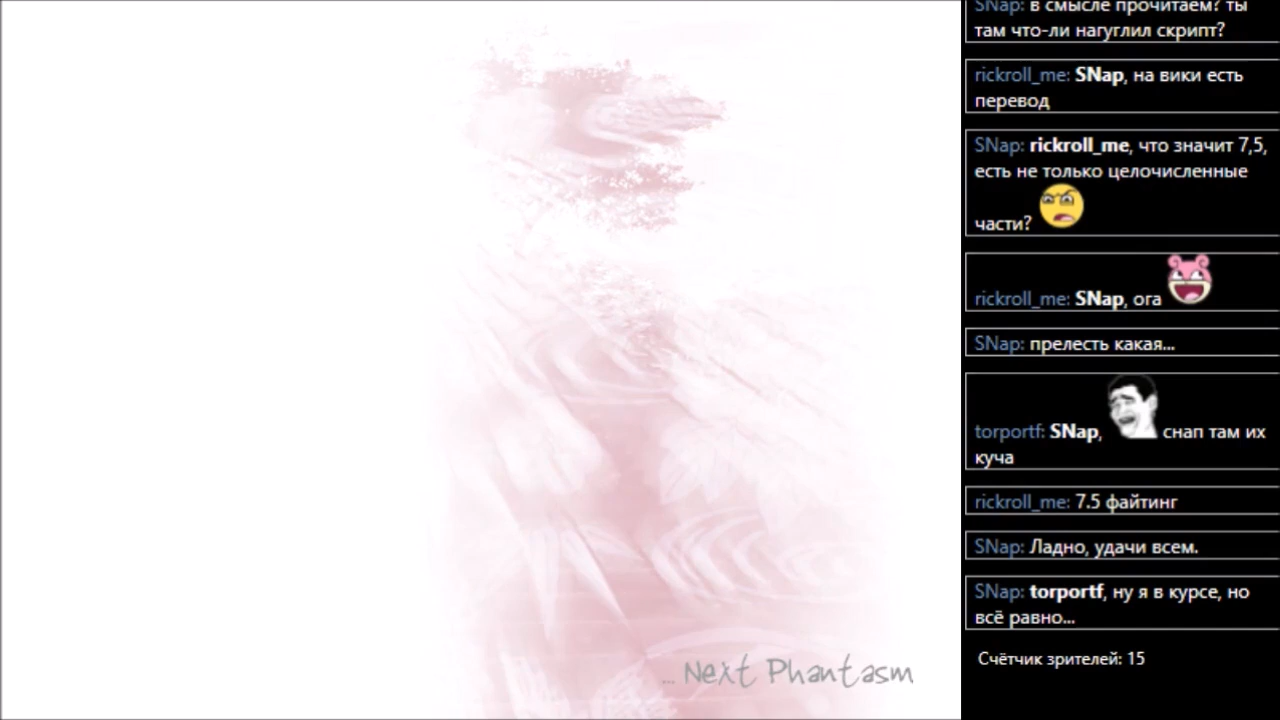 ... Next Phantasm
SNap: в смысле прочитаем? ты
там что-ли нагуглил скрипт?
rickroll_me: SNap, на вики есть
перевод
SNap: rickroll_me, что значит 7,5,
есть не только целочисленные
части?
rickroll_me: SNap, ога
SNap: прелесть какая...
torportf: SNap, снап там их
куча
rickroll_me: 7.5 файтинг
SNap: Ладно, удачи всем.
SNap: torportf, ну я в курсе, но
всё равно...
Счётчик зрителей: 15